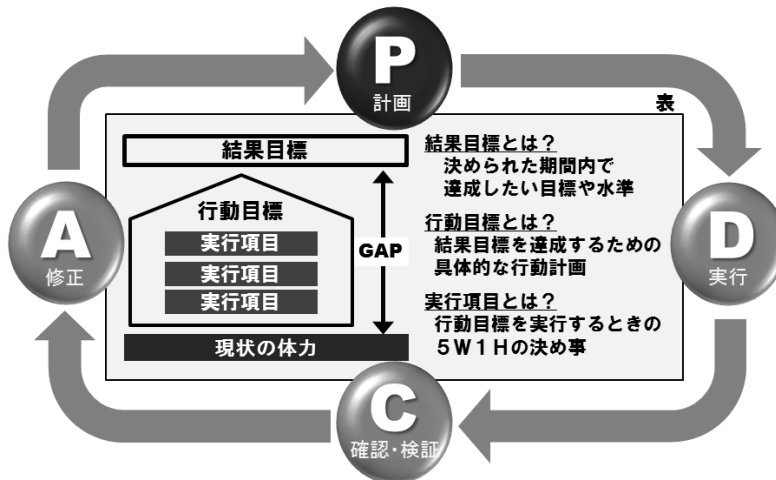 P
計画
表
結果目標
行動目標
実行項目
実行項目
実行項目
現状の体力
GAP
結果目標とは？
決められた期間内で
達成したい目標や水準
行動目標とは？
結果目標を達成するための
具体的な行動計画
実行項目とは？
行動目標を実行するときの
５Ｗ１Ｈの決め事
A
修正
D
実行
C
確認・検証